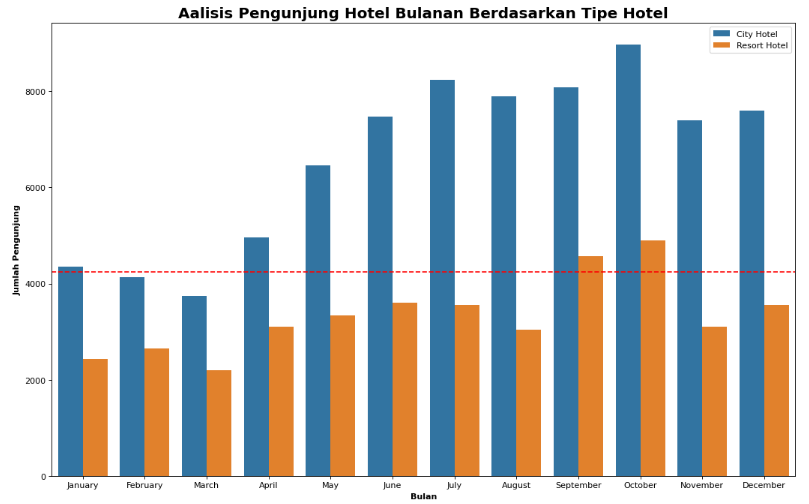 Aalisis Pengunjung Hotel Bulanan Berdasarkan Tipe Hotel
City Hotel
Resort Hotel
Jumlah Pengunjung
8000
6000
4000
2000
0
January February March April May June July August September October November December
Bulan